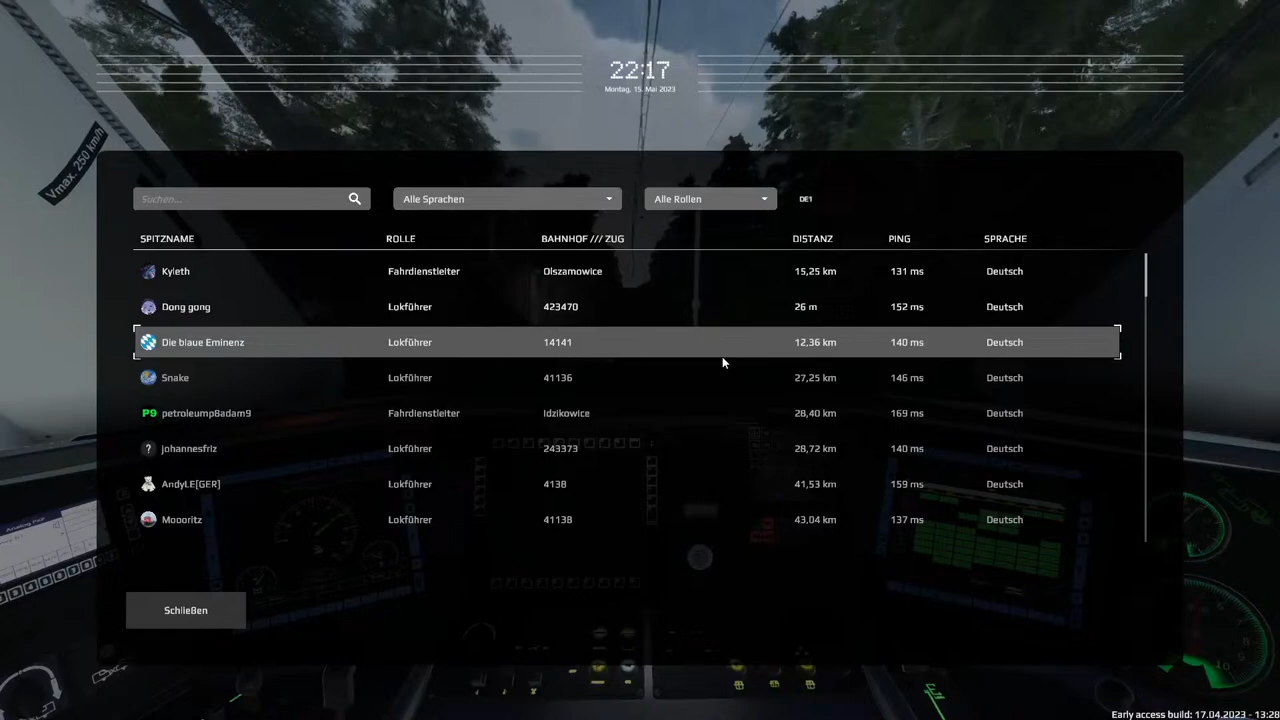 22:17
Montag, 15. Mai 2023
Vmax. 250 km/h
Suchen... Alle Sprachen Alle Rollen DE1
SPITZNAME ROLLE BAHNHOF /// ZUG DISTANZ PING SPRACHE
Kyleth Fahrdienstleiter Olszamowice 15,25 km 131 ms Deutsch
Dong gong Lokführer 423470 26 m 152 ms Deutsch
Die blaue Eminenz Lokführer 14141 12,36 km 140 ms Deutsch
Snake Lokführer 41136 27,25 km 146 ms Deutsch
P9 petroleump8adam9 Fahrdienstleiter Idzikowice 28,40 km 169 ms Deutsch
? johannesfriz Lokführer 243373 28,72 km 140 ms Deutsch
AndyLE[GER] Lokführer 4138 41,53 km 159 ms Deutsch
Moooritz Lokführer 41138 43,04 km 137 ms Deutsch
Schließen
Early access build: 17.04.2023 - 13:28